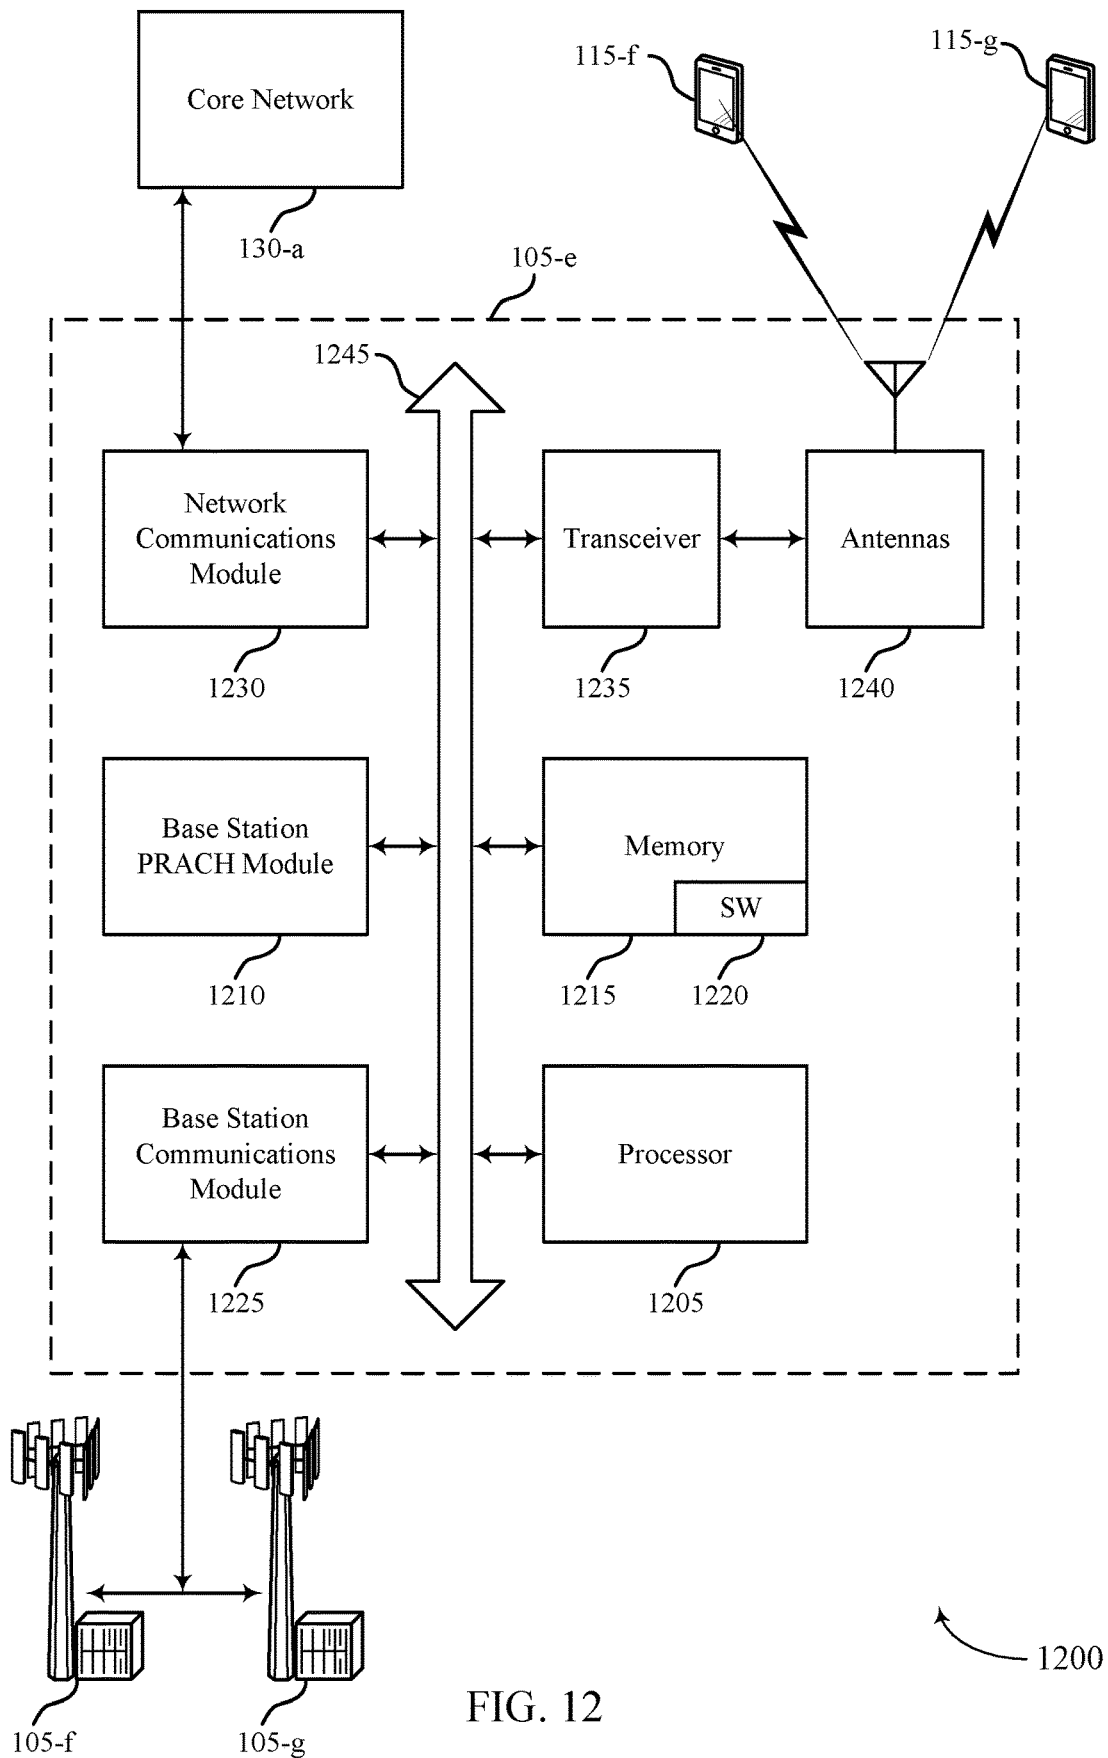 Core Network
130-a
115-f
115-g
105-e
1245
Network
Communications
Module
1230
Transceiver
1235
Antennas
1240
Base Station
PRACH Module
1210
Memory
SW
1215
1220
Base Station
Communications
Module
1225
Processor
1205
105-f
105-g
1200
FIG. 12